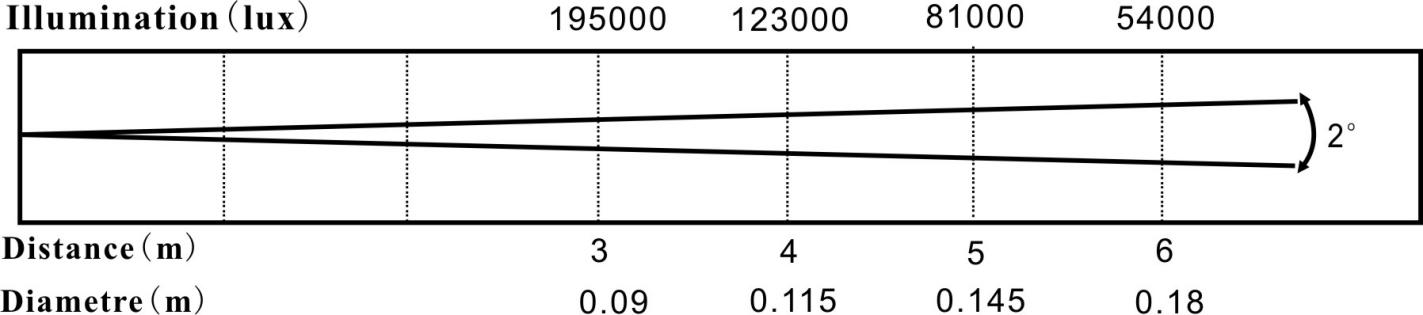 Illumination(lux) 195000 123000 81000 54000
2°
Distance(m) 3 4 5 6
Diametre(m) 0.09 0.115 0.145 0.18